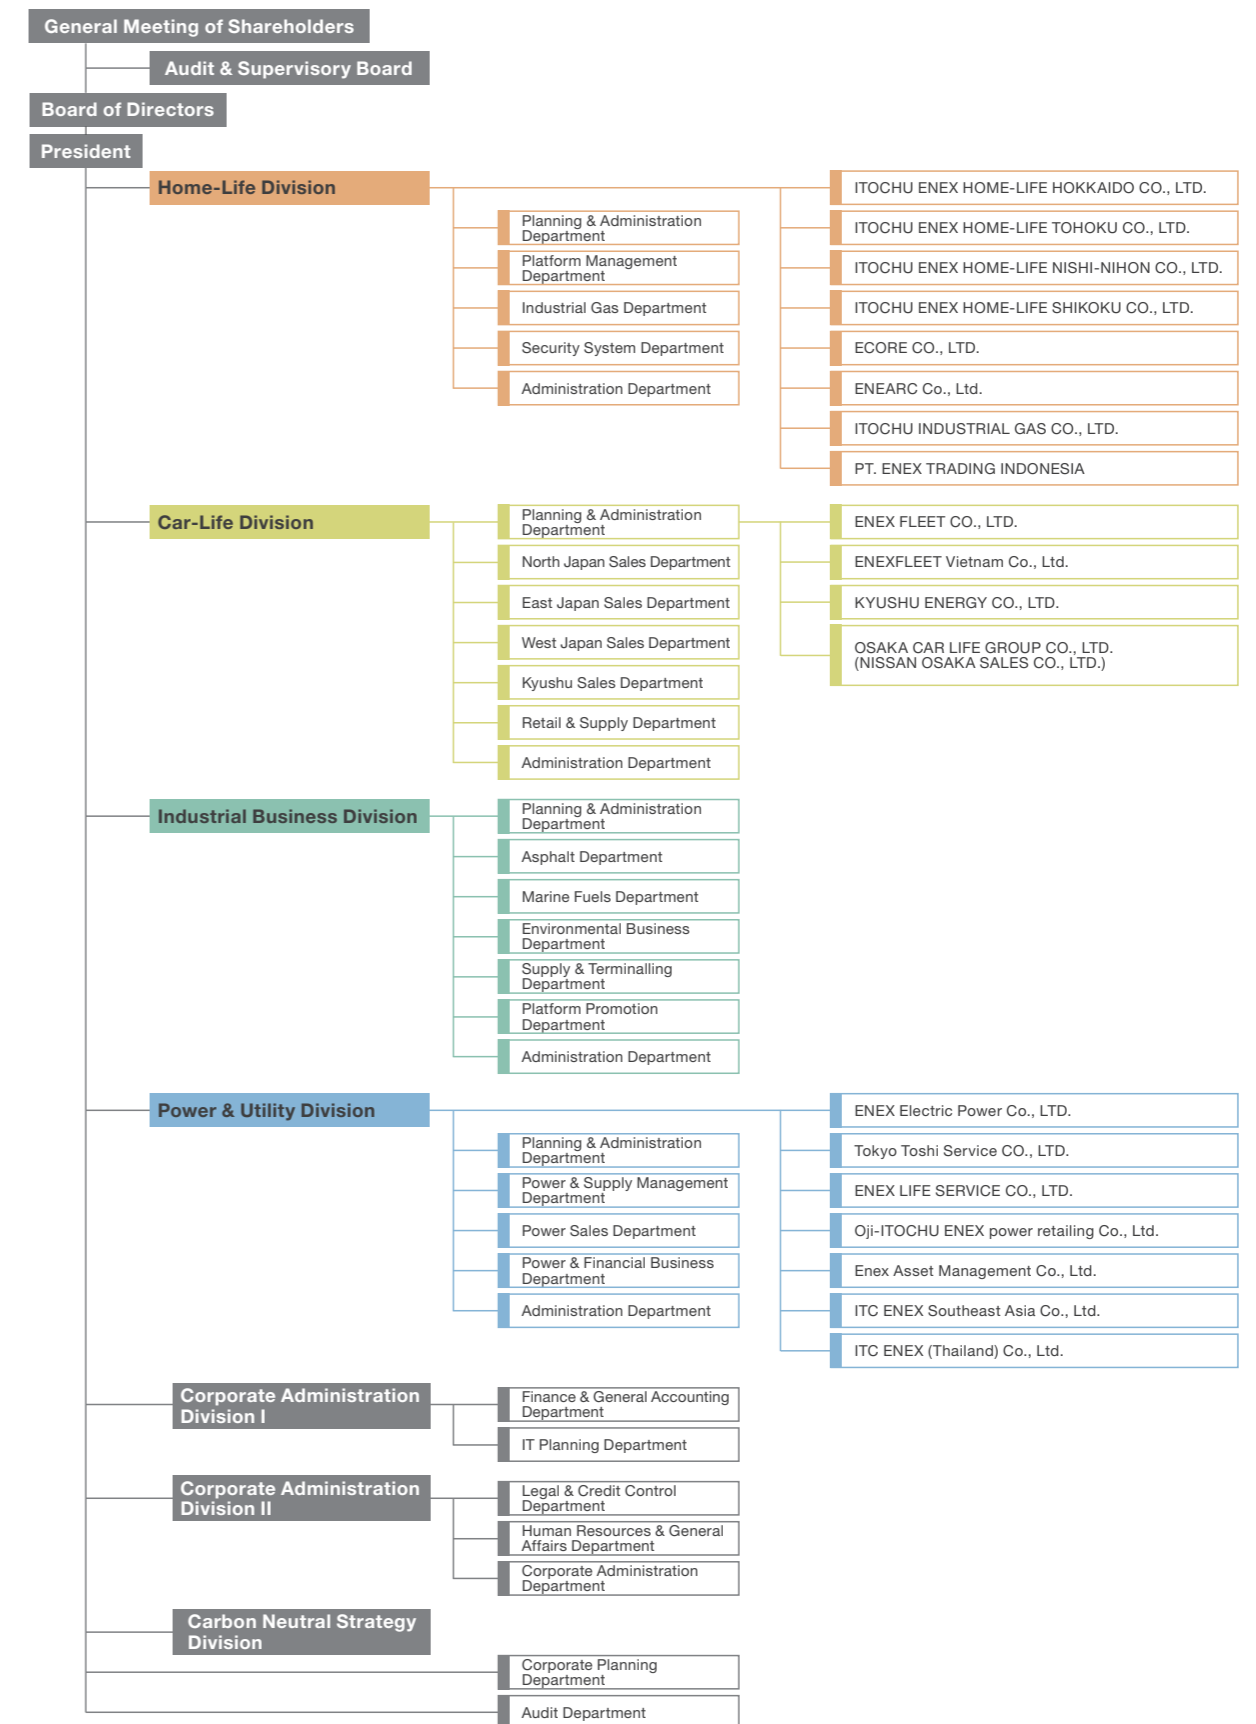 General Meeting of Shareholders
Audit & Supervisory Board
Board of Directors
President
Home-Life Division
Planning & Administration
Department
Platform Management
Department
Industrial Gas Department
Security System Department
Administration Department
ITOCHU ENEX HOME-LIFE HOKKAIDO CO., LTD.
ITOCHU ENEX HOME-LIFE TOHOKU CO., LTD.
ITOCHU ENEX HOME-LIFE NISHI-NIHON CO., LTD.
ITOCHU ENEX HOME-LIFE SHIKOKU CO., LTD.
ECORE CO., LTD.
ENEARC Co., Ltd.
ITOCHU INDUSTRIAL GAS CO., LTD.
PT. ENEX TRADING INDONESIA
Car-Life Division
Planning & Administration
Department
North Japan Sales Department
East Japan Sales Department
West Japan Sales Department
Kyushu Sales Department
Retail & Supply Department
Administration Department
ENEX FLEET CO., LTD.
ENEXFLEET Vietnam Co., Ltd.
KYUSHU ENERGY CO., LTD.
OSAKA CAR LIFE GROUP CO., LTD.
(NISSAN OSAKA SALES CO., LTD.)
Industrial Business Division
Planning & Administration
Department
Asphalt Department
Marine Fuels Department
Environmental Business
Department
Supply & Terminalling
Department
Platform Promotion
Department
Administration Department
Power & Utility Division
Planning & Administration
Department
Power & Supply Management
Department
Power Sales Department
Power & Financial Business
Department
Administration Department
ENEX Electric Power Co., LTD.
Tokyo Toshi Service CO., LTD.
ENEX LIFE SERVICE CO., LTD.
Oji-ITOCHU ENEX power retailing Co., Ltd.
Enex Asset Management Co., Ltd.
ITC ENEX Southeast Asia Co., Ltd.
ITC ENEX (Thailand) Co., Ltd.
Corporate Administration
Division I
Finance & General Accounting
Department
IT Planning Department
Corporate Administration
Division II
Legal & Credit Control
Department
Human Resources & General
Affairs Department
Corporate Administration
Department
Carbon Neutral Strategy
Division
Corporate Planning
Department
Audit Department